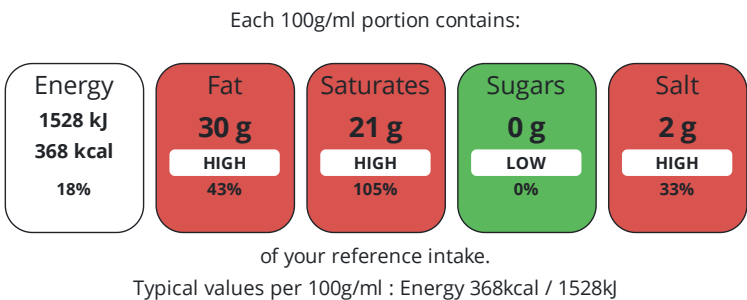 Each 100g/ml portion contains:
Energy Fat Saturates Sugars Salt
1528 kJ 30 g 21 g 0 g 2 g
368 kcal HIGH HIGH LOW HIGH
18% 43% 105% 0% 33%
of your reference intake.
Typical values per 100g/ml : Energy 368kcal / 1528kJ